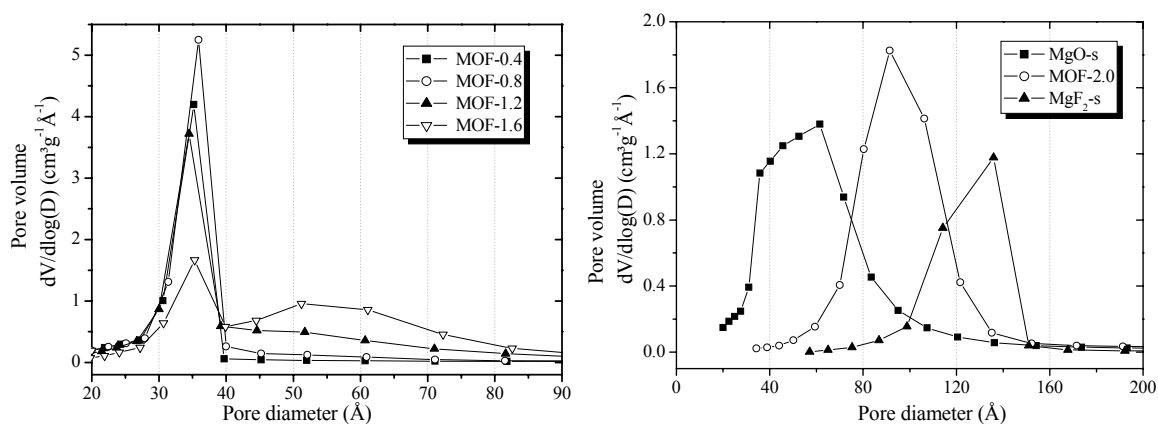 Pore volume
dV/dlog(D) (cm³g⁻¹Å⁻¹)
5
4
3
2
1
0
20 30 40 50 60 70 80 90
Pore diameter (Å)
MOF-0.4
MOF-0.8
MOF-1.2
MOF-1.6
Pore volume
dV/dlog(D) (cm³g⁻¹Å⁻¹)
2.0
1.6
1.2
0.8
0.4
0.0
0 40 80 120 160 200
Pore diameter (Å)
MgO-s
MOF-2.0
MgF₂-s